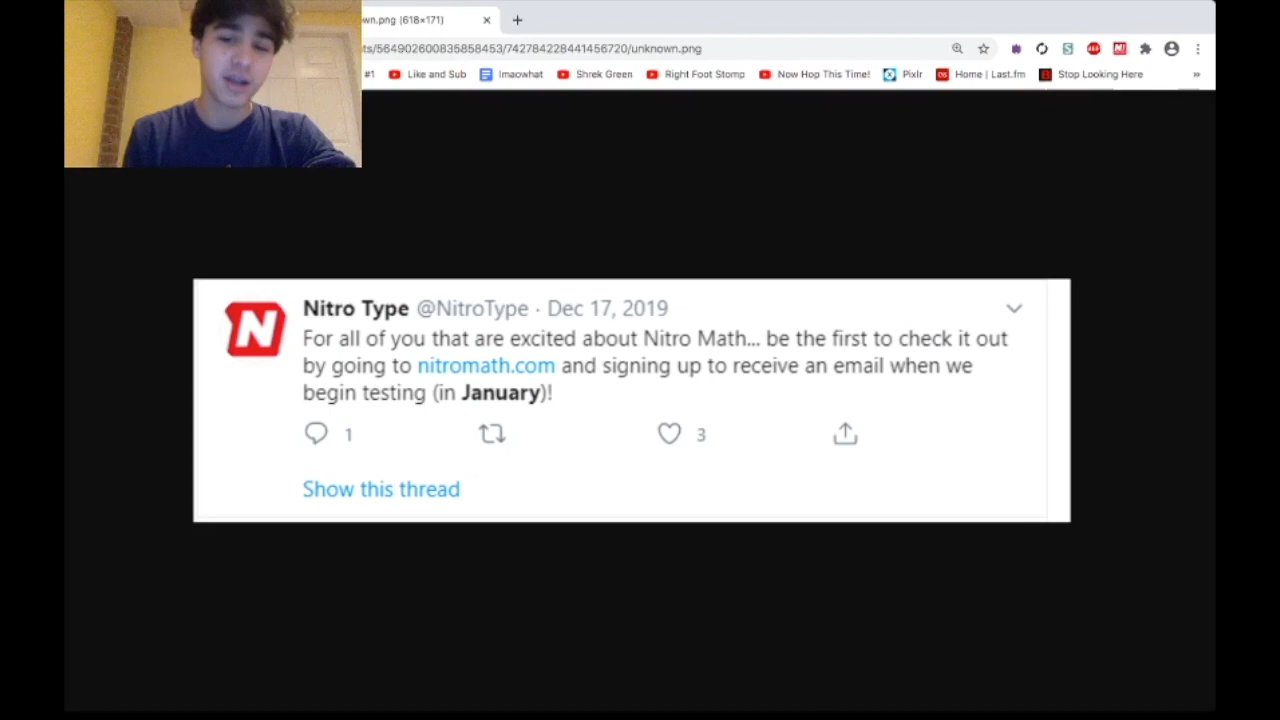 wn.png (618×171)
ts/564902600835858453/742784228441456720/unknown.png
#1 Like and Sub lmaowhat Shrek Green Right Foot Stomp Now Hop This Time! Pixlr Home | Last.fm Stop Looking Here »
N Nitro Type @NitroType · Dec 17, 2019
For all of you that are excited about Nitro Math... be the first to check it out
by going to nitromath.com and signing up to receive an email when we
begin testing (in January)!
1 3
Show this thread